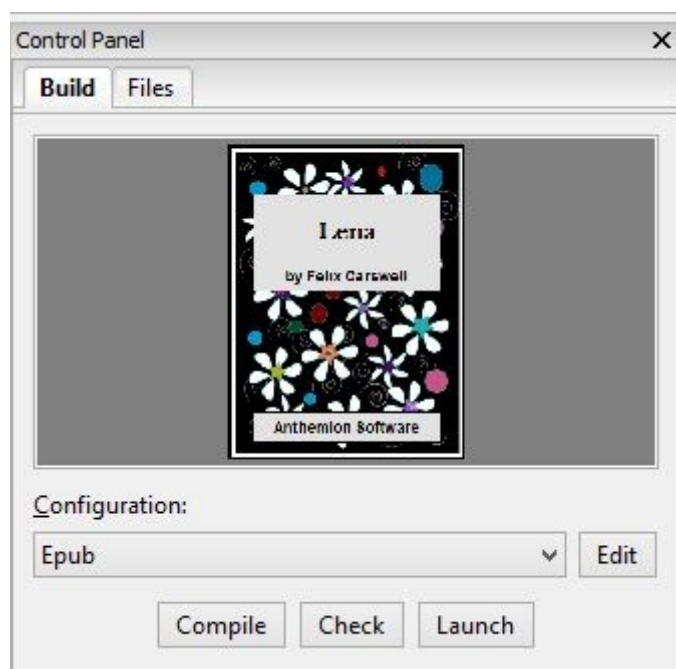 Control Panel
Build Files
Lena
by Felix Carswell
Anthemion Software
Configuration:
Epub Edit
Compile Check Launch